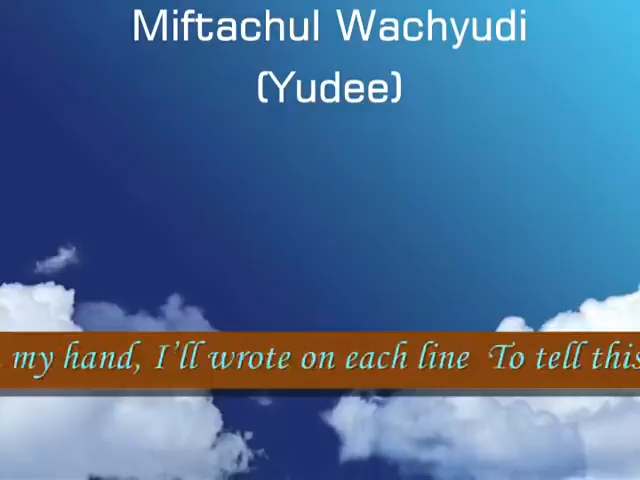 Miftachul Wachyudi
(Yudee)
my hand, I'll wrote on each line To tell this